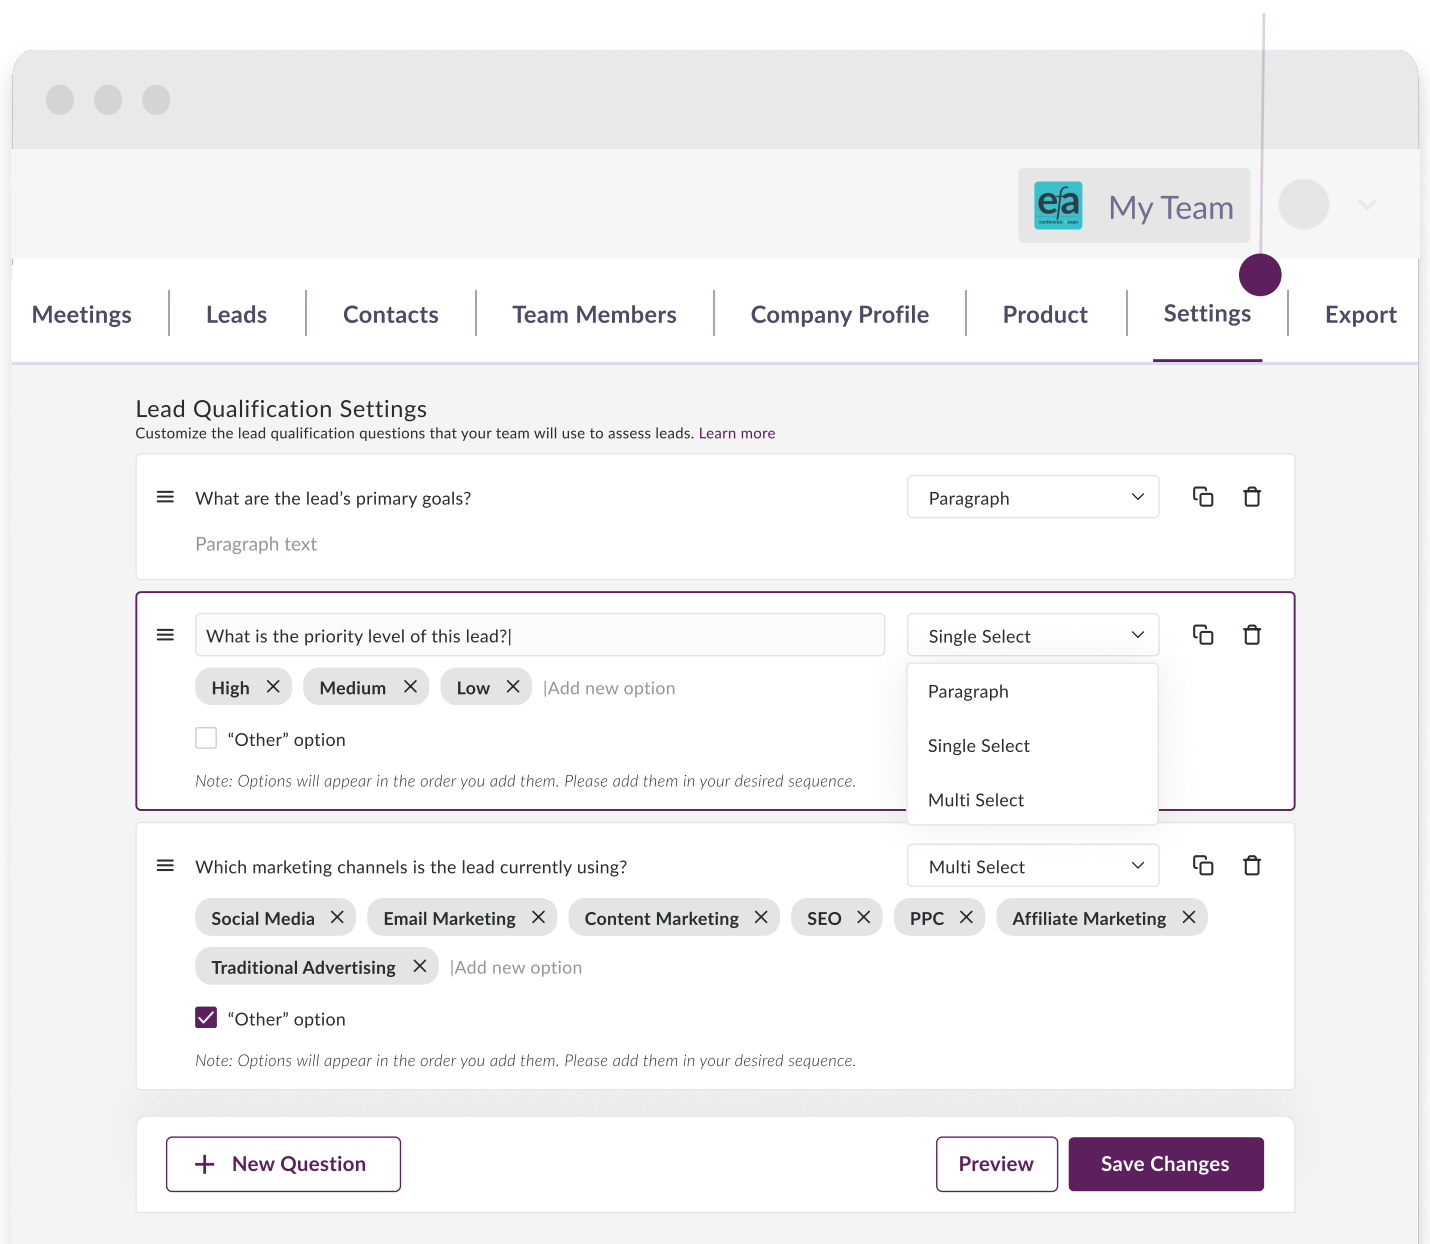 efa
conference expo
My Team
Meetings
Leads
Contacts
Team Members
Company Profile
Product
Settings
Export
Lead Qualification Settings
Customize the lead qualification questions that your team will use to assess leads. Learn more
What are the lead’s primary goals?
Paragraph
Paragraph text
What is the priority level of this lead?|
Single Select
High
Medium
Low
|Add new option
Paragraph
Single Select
Multi Select
“Other” option
Note: Options will appear in the order you add them. Please add them in your desired sequence.
Which marketing channels is the lead currently using?
Multi Select
Social Media
Email Marketing
Content Marketing
SEO
PPC
Affiliate Marketing
Traditional Advertising
|Add new option
“Other” option
Note: Options will appear in the order you add them. Please add them in your desired sequence.
New Question
Preview
Save Changes